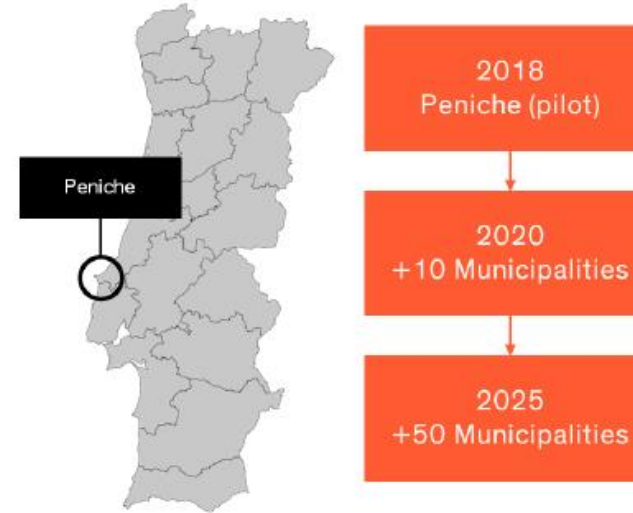 Peniche
2018
Peniche (pilot)
2020
+10 Municipalities
2025
+50 Municipalities